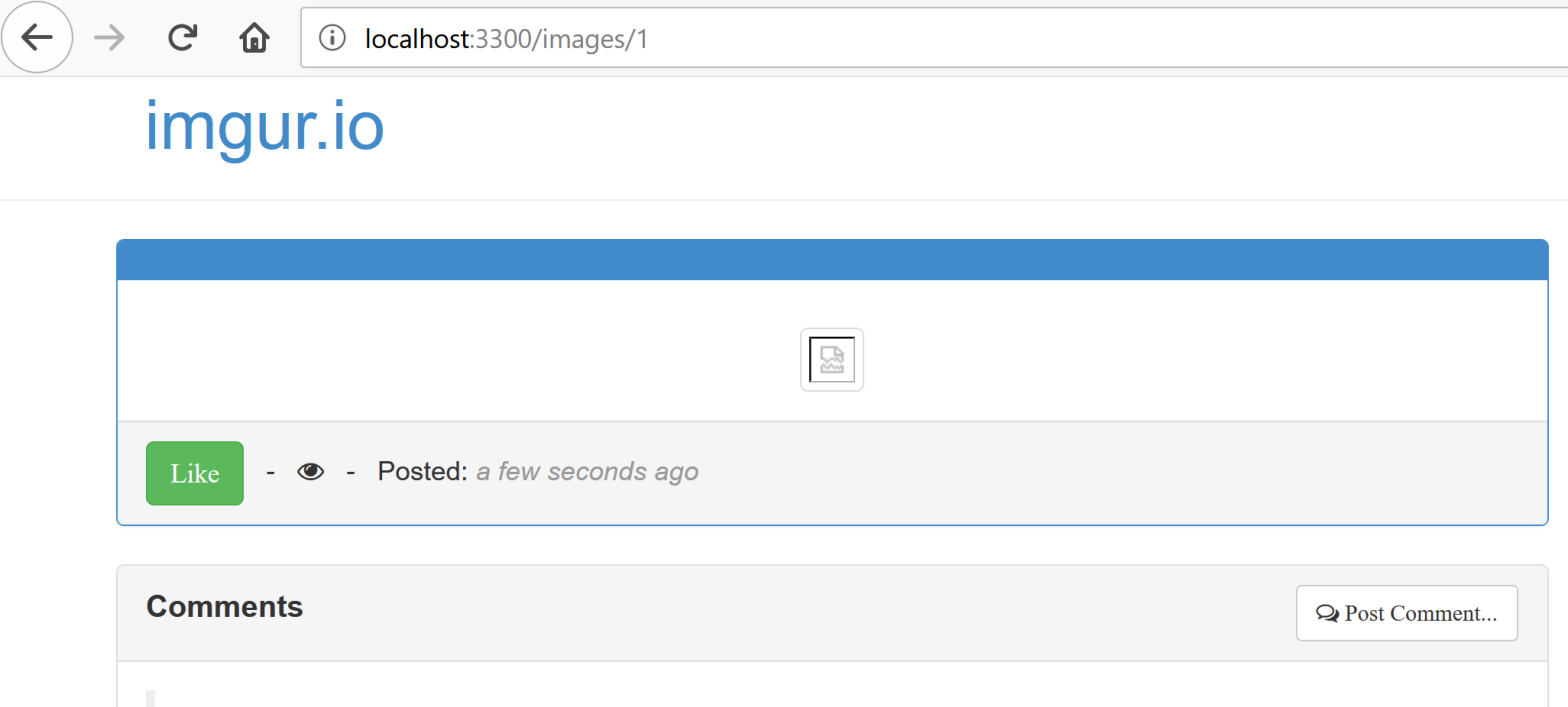 localhost:3300/images/1
imgur.io
Like - - Posted: a few seconds ago
Comments
Post Comment...